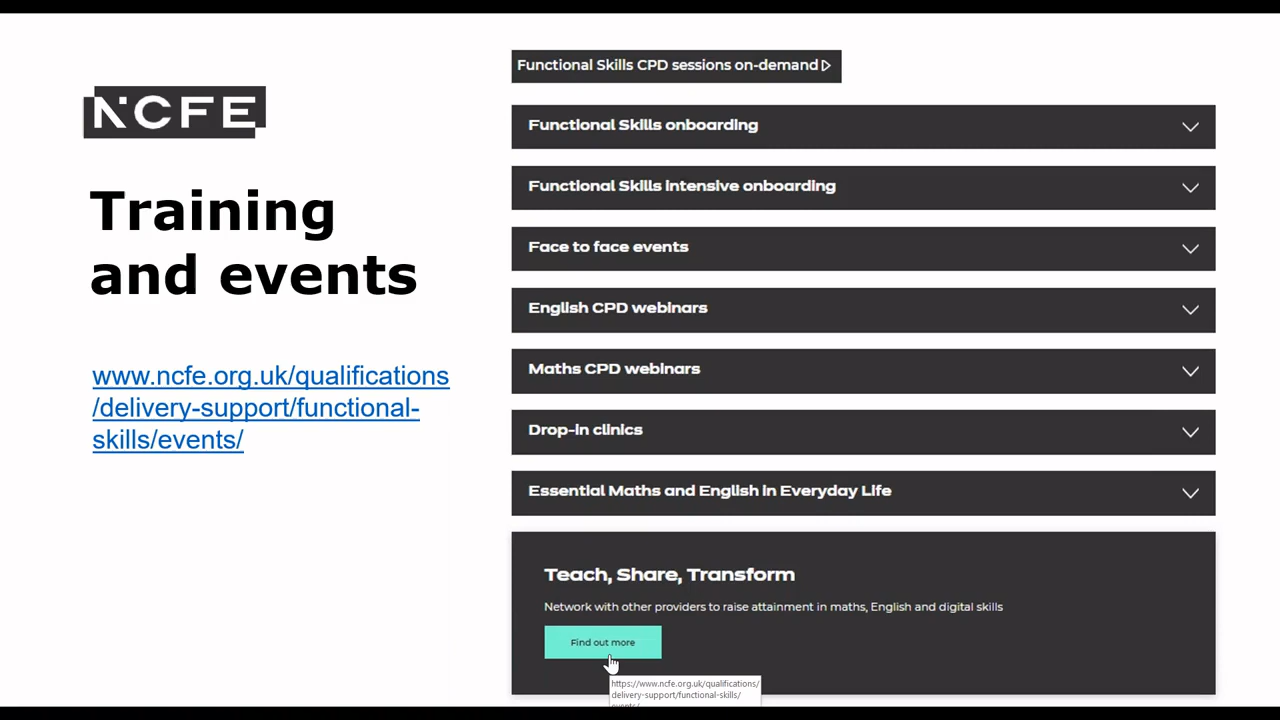 NCFE
Training
and events
www.ncfe.org.uk/qualifications
/delivery-support/functional-
skills/events/
Functional Skills CPD sessions on-demand
Functional Skills onboarding
Functional Skills intensive onboarding
Face to face events
English CPD webinars
Maths CPD webinars
Drop-in clinics
Essential Maths and English in Everyday Life
Teach, Share, Transform
Network with other providers to raise attainment in maths, English and digital skills
Find out more
https://www.ncfe.org.uk/qualifications/
delivery-support/functional-skills/
events/